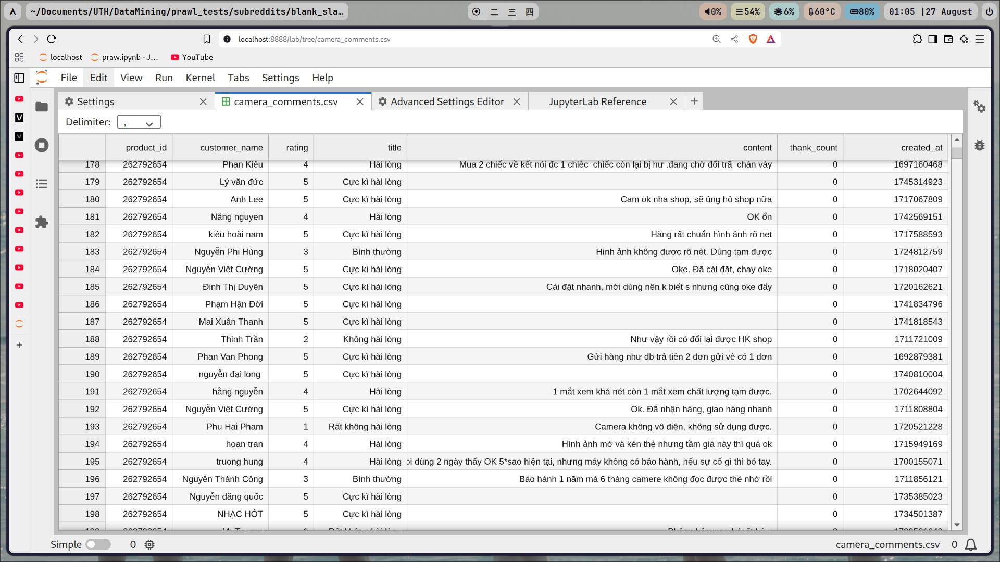 ~/Documents/UTH/DataMining/prawl_tests/subreddits/blank_sla… 二 三 四 0% 54% 6% 60°C 80% 01:05 |27 August
localhost:8888/lab/tree/camera_comments.csv
localhost praw.ipynb - J… YouTube
File Edit View Run Kernel Tabs Settings Help
Settings camera_comments.csv Advanced Settings Editor JupyterLab Reference
Delimiter: ,
product_id customer_name rating title content thank_count created_at
178 262792654 Phan Kiều 4 Hài lòng Mua 2 chiếc về kết nói đc 1 chiêc chiếc còn lại bị hư .đang chờ đổi trã chán vảy 0 1697160468
179 262792654 Lý văn đức 5 Cực kì hài lòng 0 1745314923
180 262792654 Anh Lee 5 Cực kì hài lòng Cam ok nha shop, sẽ ủng hộ shop nữa 0 1717067809
181 262792654 Năng nguyen 4 Hài lòng OK ổn 0 1742569151
182 262792654 kiều hoài nam 5 Cực kì hài lòng Hàng rất chuẩn hình ảnh rõ net 0 1717588593
183 262792654 Nguyễn Phi Hùng 3 Bình thường Hình ảnh không đươc rõ nét. Dùng tạm được 0 1724812759
184 262792654 Nguyễn Việt Cường 5 Cực kì hài lòng Oke. Đã cài đặt, chạy oke 0 1718020407
185 262792654 Đinh Thị Duyên 5 Cực kì hài lòng Cài đặt nhanh, mới dùng nên k biết s nhưng cũng oke đấy 0 1720162621
186 262792654 Phạm Hận Đời 5 Cực kì hài lòng 0 1741834796
187 262792654 Mai Xuân Thanh 5 Cực kì hài lòng 0 1741818543
188 262792654 Thinh Trần 2 Không hài lòng Như vậy rồi có đổi lại được HK shop 0 1711721009
189 262792654 Phan Van Phong 5 Cực kì hài lòng Gửi hàng như db trả tiền 2 đơn gửi về có 1 đơn 0 1692879381
190 262792654 nguyễn đại long 5 Cực kì hài lòng 0 1740810004
191 262792654 hằng nguyễn 4 Hài lòng 1 mắt xem khá nét còn 1 mắt xem chất lượng tạm được. 0 1702644092
192 262792654 Nguyễn Việt Cường 5 Cực kì hài lòng Ok. Đã nhận hàng, giao hàng nhanh 0 1711808804
193 262792654 Phu Hai Pham 1 Rất không hài lòng Camera không vô điện, không sử dụng được. 0 1720521228
194 262792654 hoan tran 4 Hài lòng Hình ảnh mờ và kén thẻ nhưng tầm giá này thì quá ok 0 1715949169
195 262792654 truong hung 4 Hài lòng dùng 2 ngày thấy OK 5*sao hiện tại, nhưng máy không có bảo hành, nếu sự cố gì thì bó tay. 0 1700155071
196 262792654 Nguyễn Thành Công 3 Bình thường Bảo hành 1 năm mà 6 tháng camere không đọc được thẻ nhớ rồi 0 1711856121
197 262792654 Nguyễn dăng quốc 5 Cực kì hài lòng 0 1735385023
198 262792654 NHẠC HÓT 5 Cực kì hài lòng 0 1734501387
Simple 0 camera_comments.csv 0